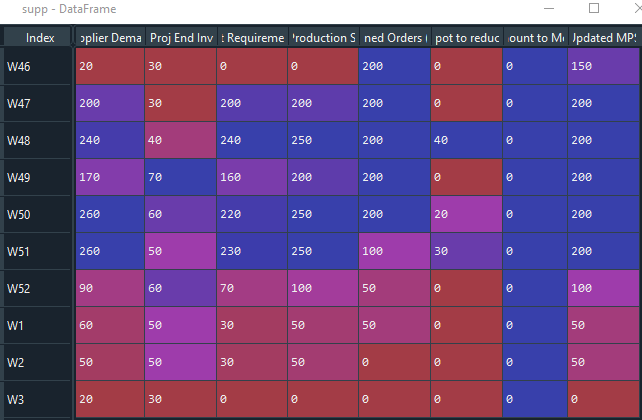 supp - DataFrame
Index pplier Dema Proj End Inv : Requireme Production S ned Orders ( pot to reduc ount to Mo Updated MPS
W46 20 30 0 0 200 0 0 150
W47 200 30 200 200 200 0 0 200
W48 240 40 240 250 200 40 0 200
W49 170 70 160 200 200 0 0 200
W50 260 60 220 250 200 20 0 200
W51 260 50 230 250 100 30 0 200
W52 90 60 70 100 50 0 0 100
W1 60 50 30 50 50 0 0 50
W2 50 50 30 50 0 0 0 50
W3 20 30 0 0 0 0 0 0